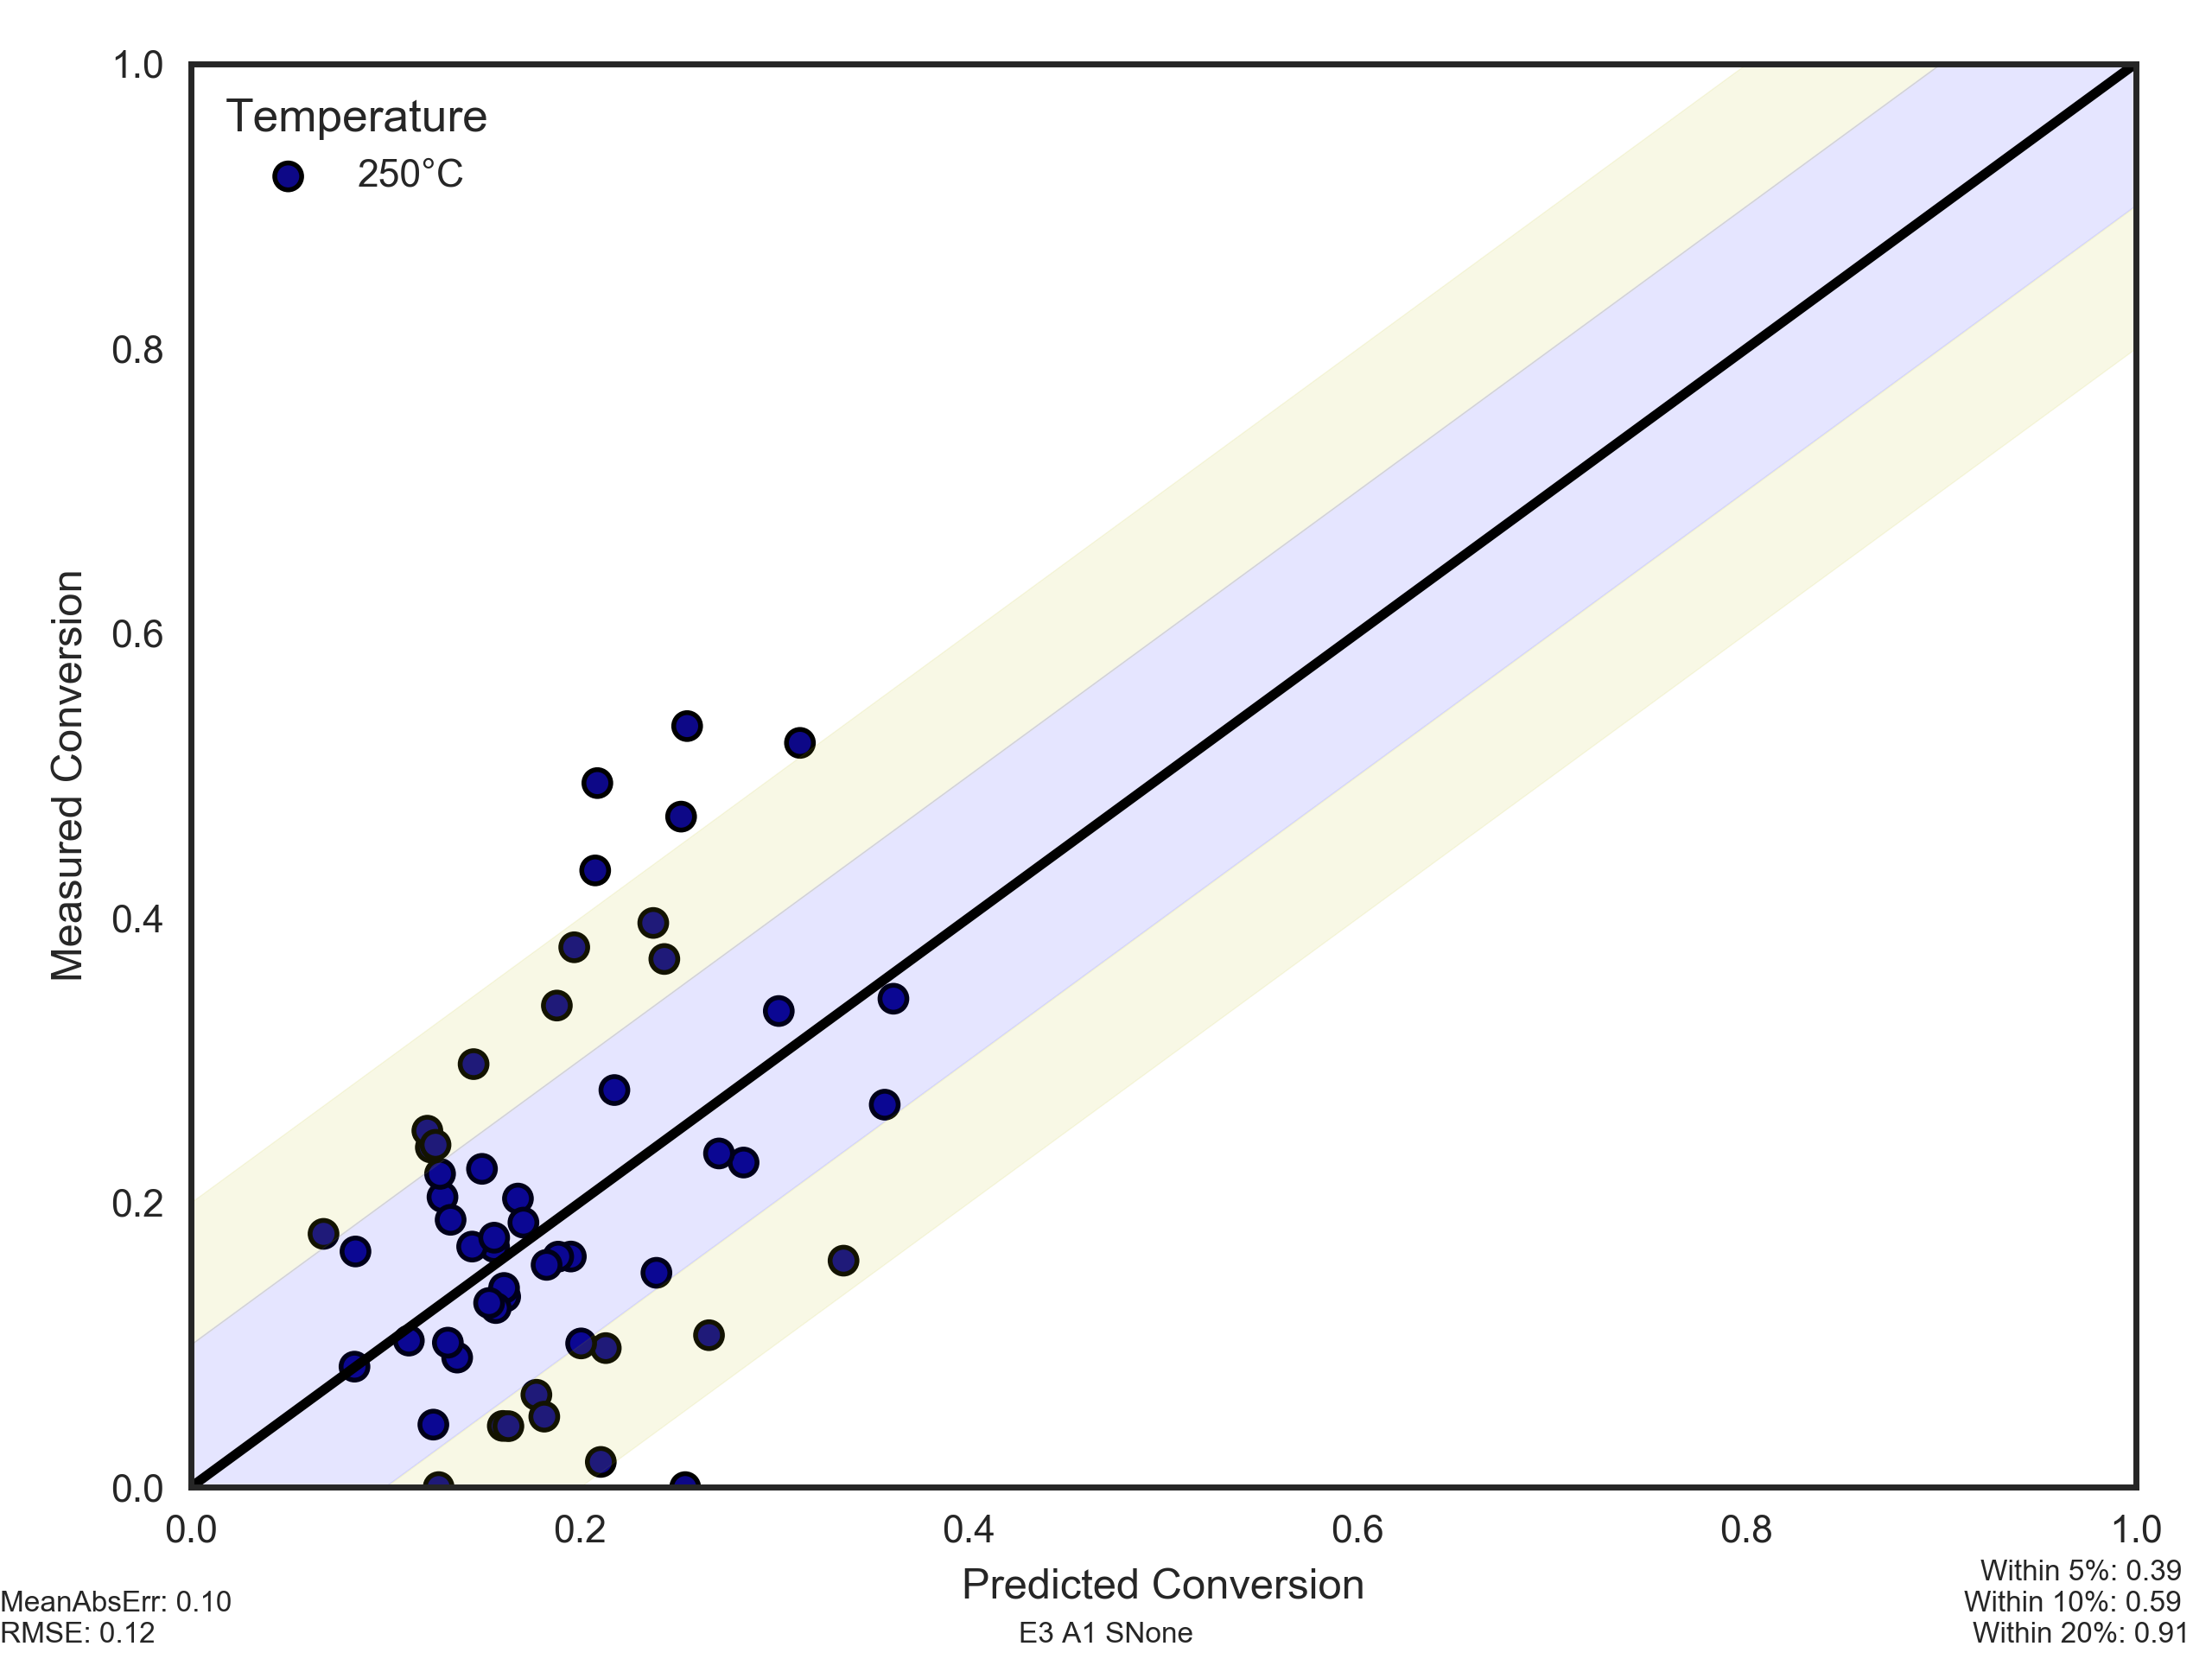 1.0
Temperature
250°C
0.8
0.6
0.4
0.2
0.0
Measured Conversion
0.0 0.2 0.4 0.6 0.8 1.0
Predicted Conversion
E3 A1 SNone
MeanAbsErr: 0.10
RMSE: 0.12
Within 5%: 0.39
Within 10%: 0.59
Within 20%: 0.91